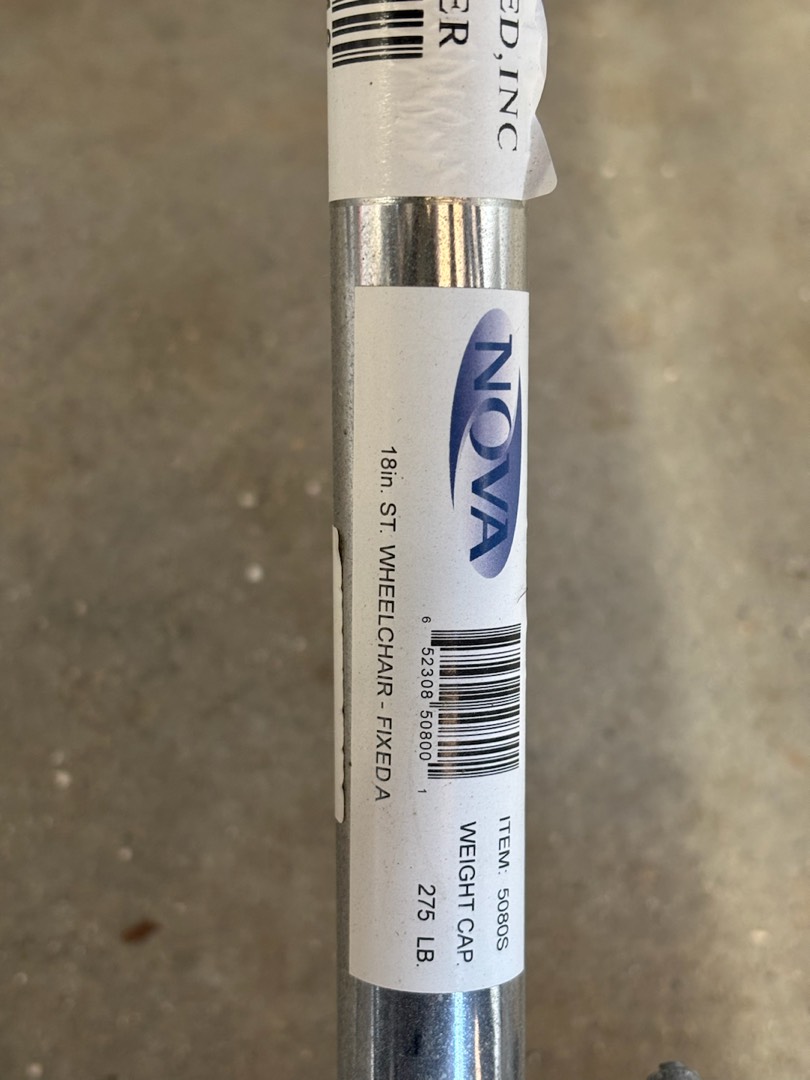 ED, INC
ER
NOVA
ITEM: 5080S
6 52308 50800 1
WEIGHT CAP.
275 LB.
18in. ST. WHEELCHAIR - FIXED A